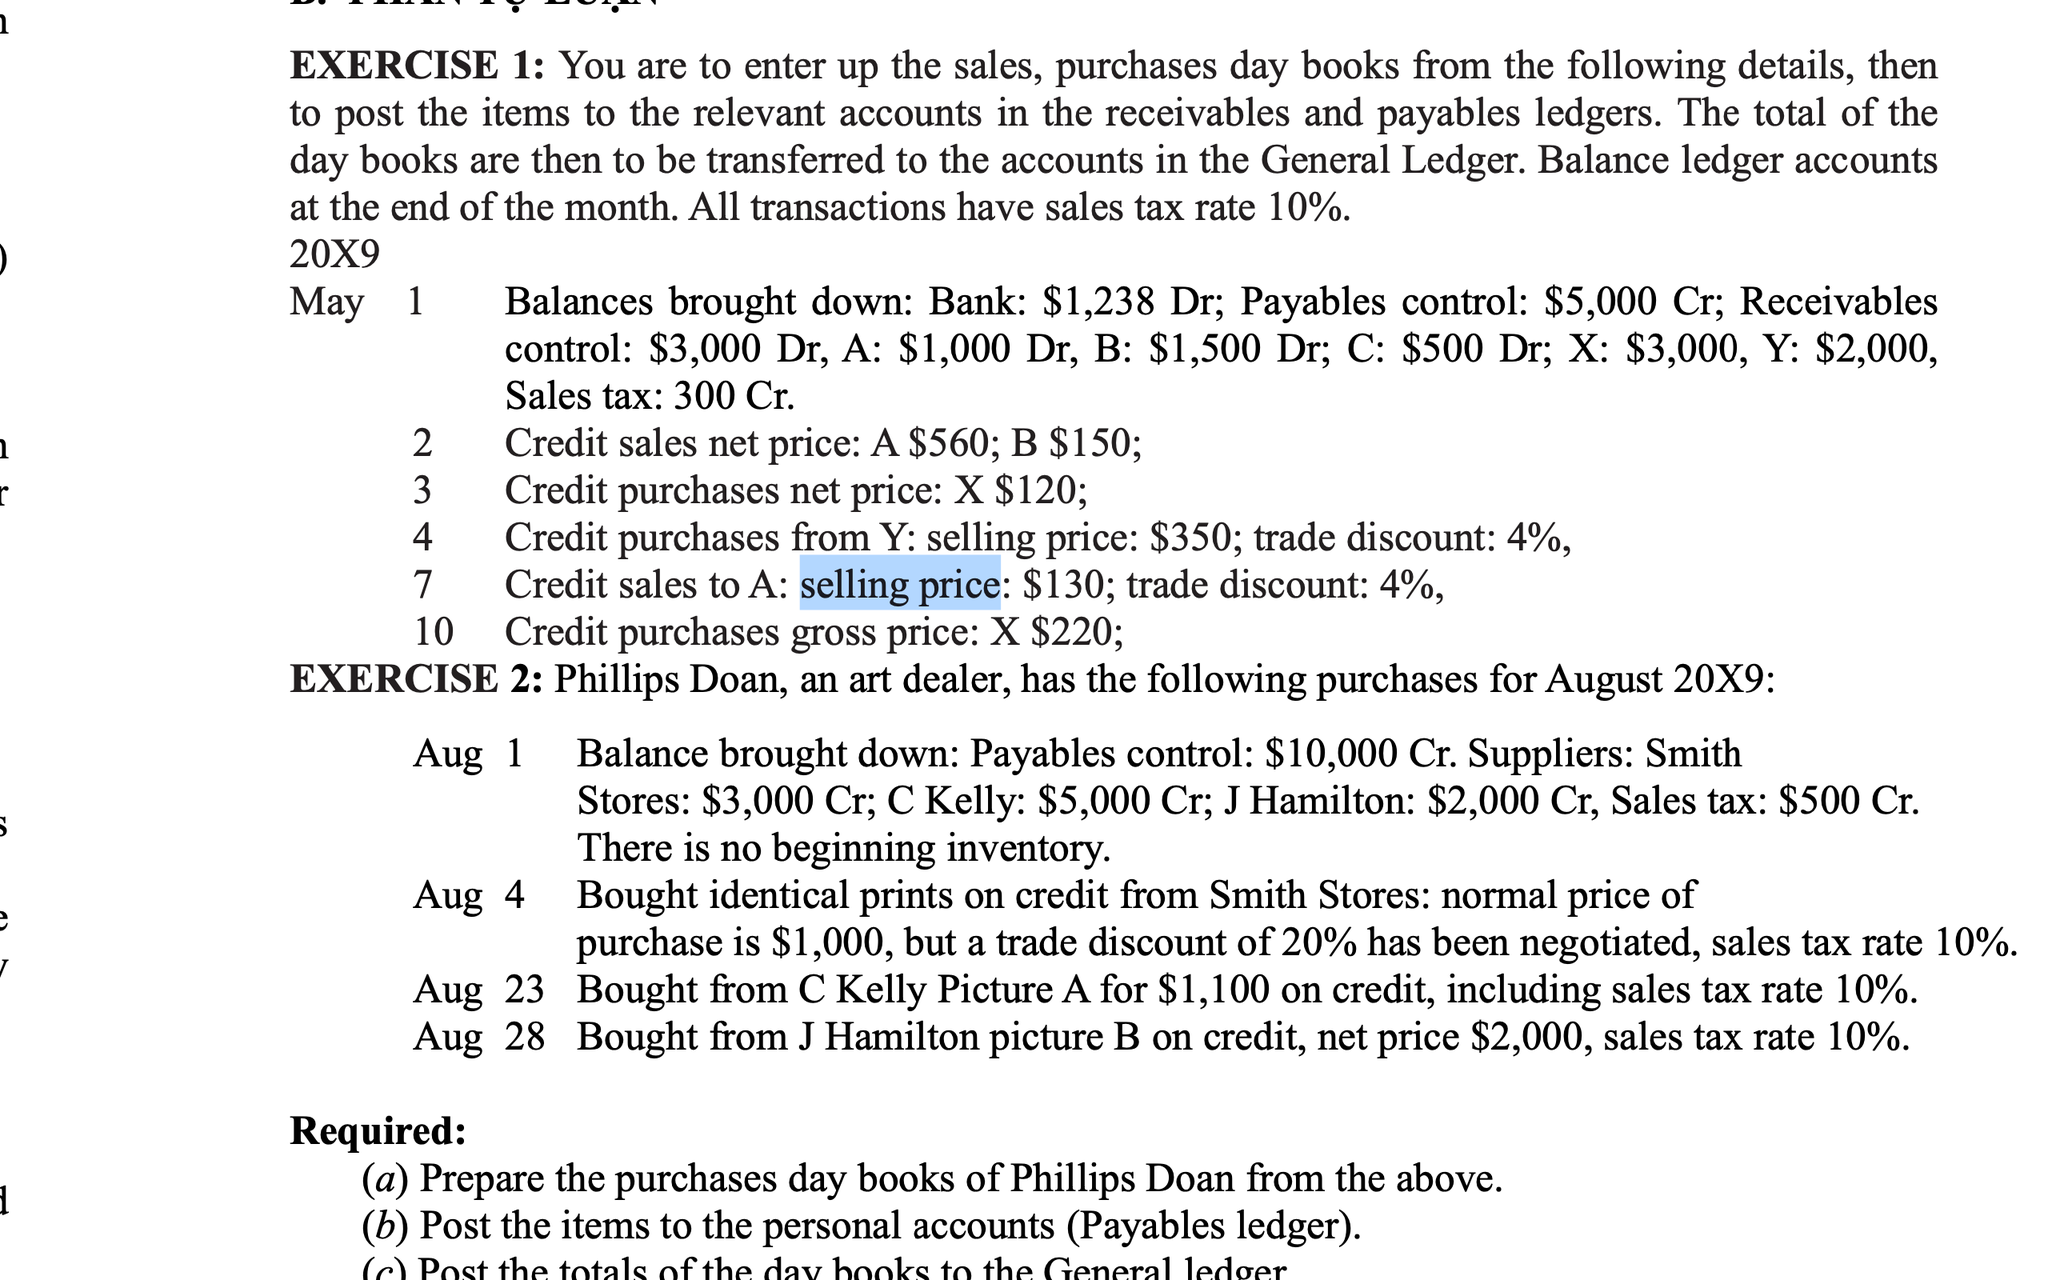 B. PHẦN TỰ LUẬN
EXERCISE 1: You are to enter up the sales, purchases day books from the following details, then
to post the items to the relevant accounts in the receivables and payables ledgers. The total of the
day books are then to be transferred to the accounts in the General Ledger. Balance ledger accounts
at the end of the month. All transactions have sales tax rate 10%.
20X9
May 1 Balances brought down: Bank: $1,238 Dr; Payables control: $5,000 Cr; Receivables
control: $3,000 Dr, A: $1,000 Dr, B: $1,500 Dr; C: $500 Dr; X: $3,000, Y: $2,000,
Sales tax: 300 Cr.
2 Credit sales net price: A $560; B $150;
3 Credit purchases net price: X $120;
4 Credit purchases from Y: selling price: $350; trade discount: 4%,
7 Credit sales to A: selling price: $130; trade discount: 4%,
10 Credit purchases gross price: X $220;
EXERCISE 2: Phillips Doan, an art dealer, has the following purchases for August 20X9:
Aug 1 Balance brought down: Payables control: $10,000 Cr. Suppliers: Smith
Stores: $3,000 Cr; C Kelly: $5,000 Cr; J Hamilton: $2,000 Cr, Sales tax: $500 Cr.
There is no beginning inventory.
Aug 4 Bought identical prints on credit from Smith Stores: normal price of
purchase is $1,000, but a trade discount of 20% has been negotiated, sales tax rate 10%.
Aug 23 Bought from C Kelly Picture A for $1,100 on credit, including sales tax rate 10%.
Aug 28 Bought from J Hamilton picture B on credit, net price $2,000, sales tax rate 10%.
Required:
(a) Prepare the purchases day books of Phillips Doan from the above.
(b) Post the items to the personal accounts (Payables ledger).
(c) Post the totals of the day books to the General ledger